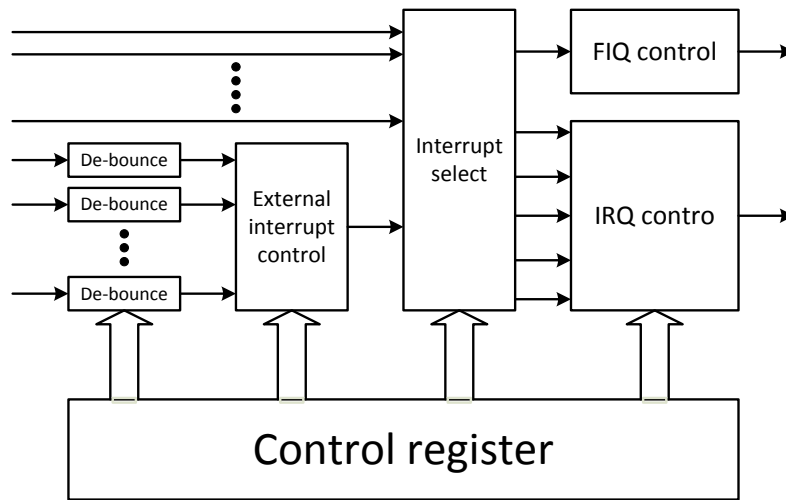 FIQ control
Interrupt
select
De-bounce
External
interrupt
control
De-bounce
IRQ contro
De-bounce
Control register